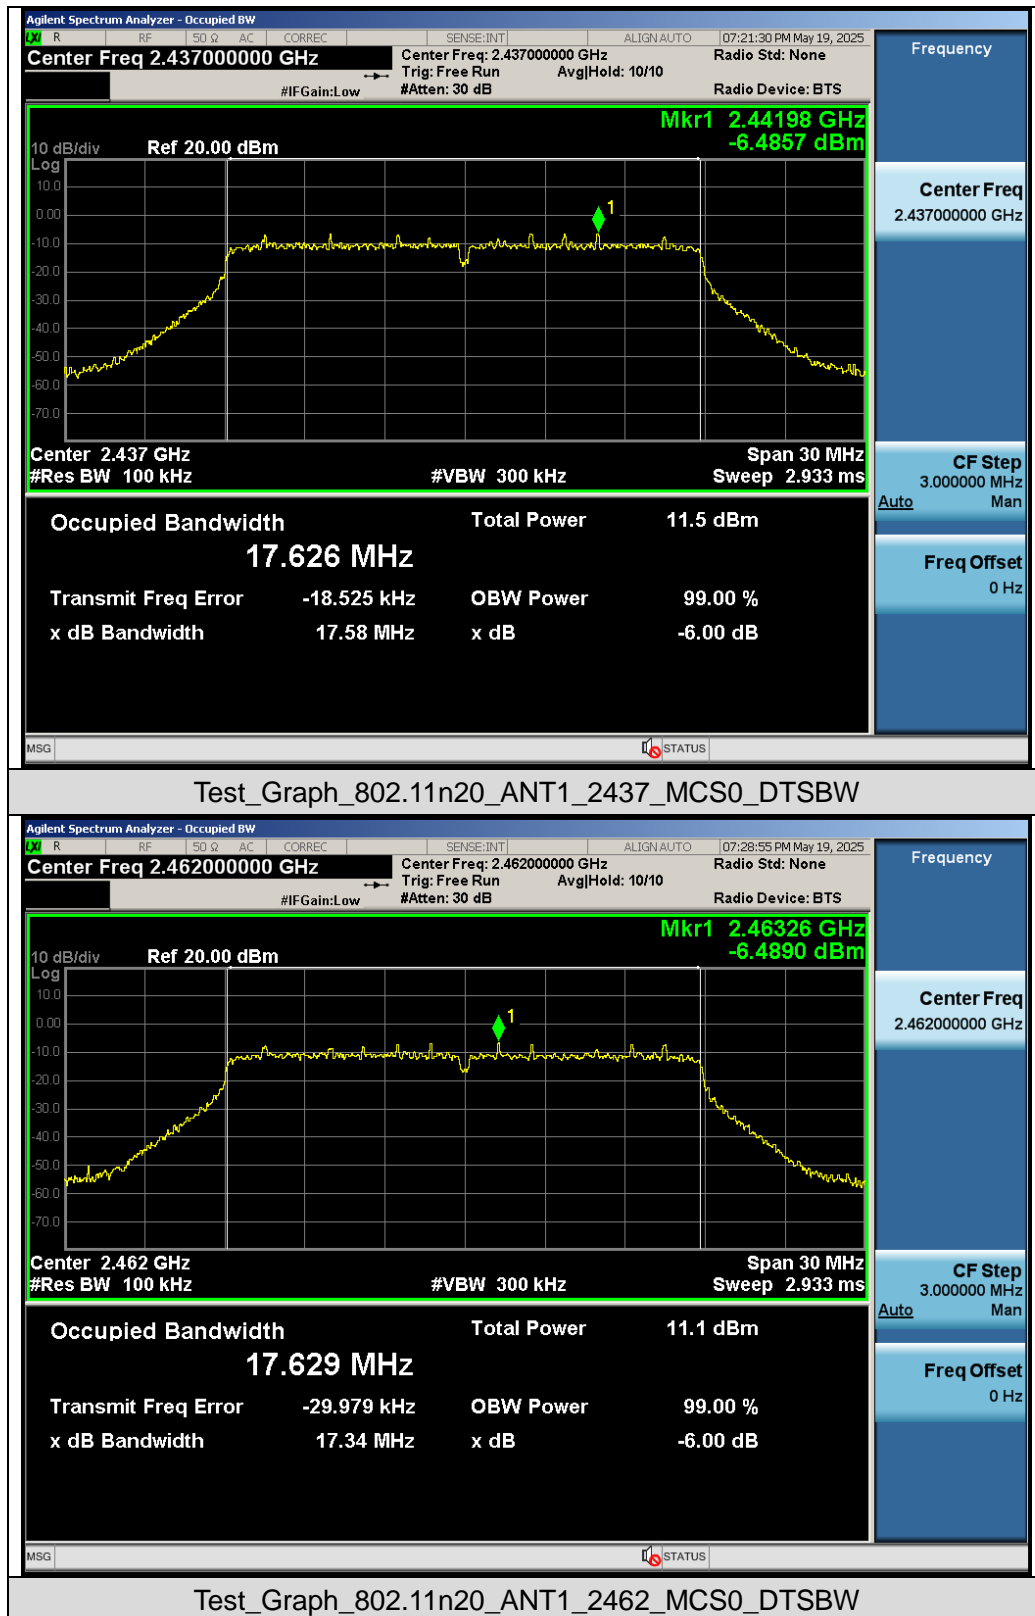 Agilent Spectrum Analyzer - Occupied BW
LXI R RF 50 Ω AC CORREC SENSE:INT ALIGN AUTO 07:21:30 PM May 19, 2025
Center Freq 2.437000000 GHz Center Freq: 2.437000000 GHz Radio Std: None Frequency
Trig: Free Run Avg|Hold: 10/10
#IFGain:Low #Atten: 30 dB Radio Device: BTS
Mkr1 2.44198 GHz
10 dB/div Ref 20.00 dBm -6.4857 dBm
Log
10.0
0.00
-10.0
-20.0
-30.0
-40.0
-50.0
-60.0
-70.0
1
Center Freq
2.437000000 GHz
Center 2.437 GHz Span 30 MHz
#Res BW 100 kHz #VBW 300 kHz Sweep 2.933 ms
CF Step
3.000000 MHz
Auto Man
Occupied Bandwidth Total Power 11.5 dBm
17.626 MHz
Freq Offset
0 Hz
Transmit Freq Error -18.525 kHz OBW Power 99.00 %
x dB Bandwidth 17.58 MHz x dB -6.00 dB
MSG STATUS
Test_Graph_802.11n20_ANT1_2437_MCS0_DTSBW
Agilent Spectrum Analyzer - Occupied BW
LXI R RF 50 Ω AC CORREC SENSE:INT ALIGN AUTO 07:28:55 PM May 19, 2025
Center Freq 2.462000000 GHz Center Freq: 2.462000000 GHz Radio Std: None Frequency
Trig: Free Run Avg|Hold: 10/10
#IFGain:Low #Atten: 30 dB Radio Device: BTS
Mkr1 2.46326 GHz
10 dB/div Ref 20.00 dBm -6.4890 dBm
Log
10.0
0.00
-10.0
-20.0
-30.0
-40.0
-50.0
-60.0
-70.0
1
Center Freq
2.462000000 GHz
Center 2.462 GHz Span 30 MHz
#Res BW 100 kHz #VBW 300 kHz Sweep 2.933 ms
CF Step
3.000000 MHz
Auto Man
Occupied Bandwidth Total Power 11.1 dBm
17.629 MHz
Freq Offset
0 Hz
Transmit Freq Error -29.979 kHz OBW Power 99.00 %
x dB Bandwidth 17.34 MHz x dB -6.00 dB
MSG STATUS
Test_Graph_802.11n20_ANT1_2462_MCS0_DTSBW